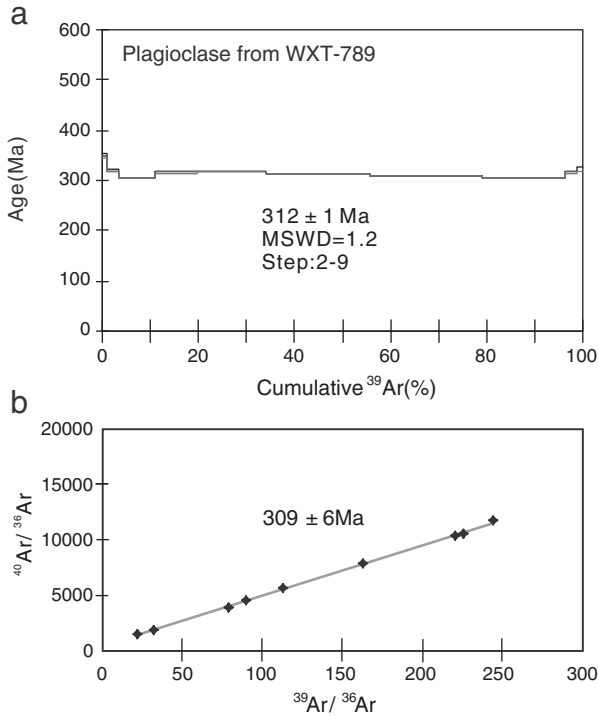 a
600
Plagioclase from WXT-789
500
400
Age(Ma)
300
312 ± 1 Ma
MSWD=1.2
200
Step:2-9
100
0
0 20 40 60 80 100
Cumulative ³⁹Ar(%)
b
20000
15000
309 ± 6Ma
⁴⁰Ar/ ³⁶Ar
10000
5000
0
0 50 100 150 200 250 300
³⁹Ar/ ³⁶Ar